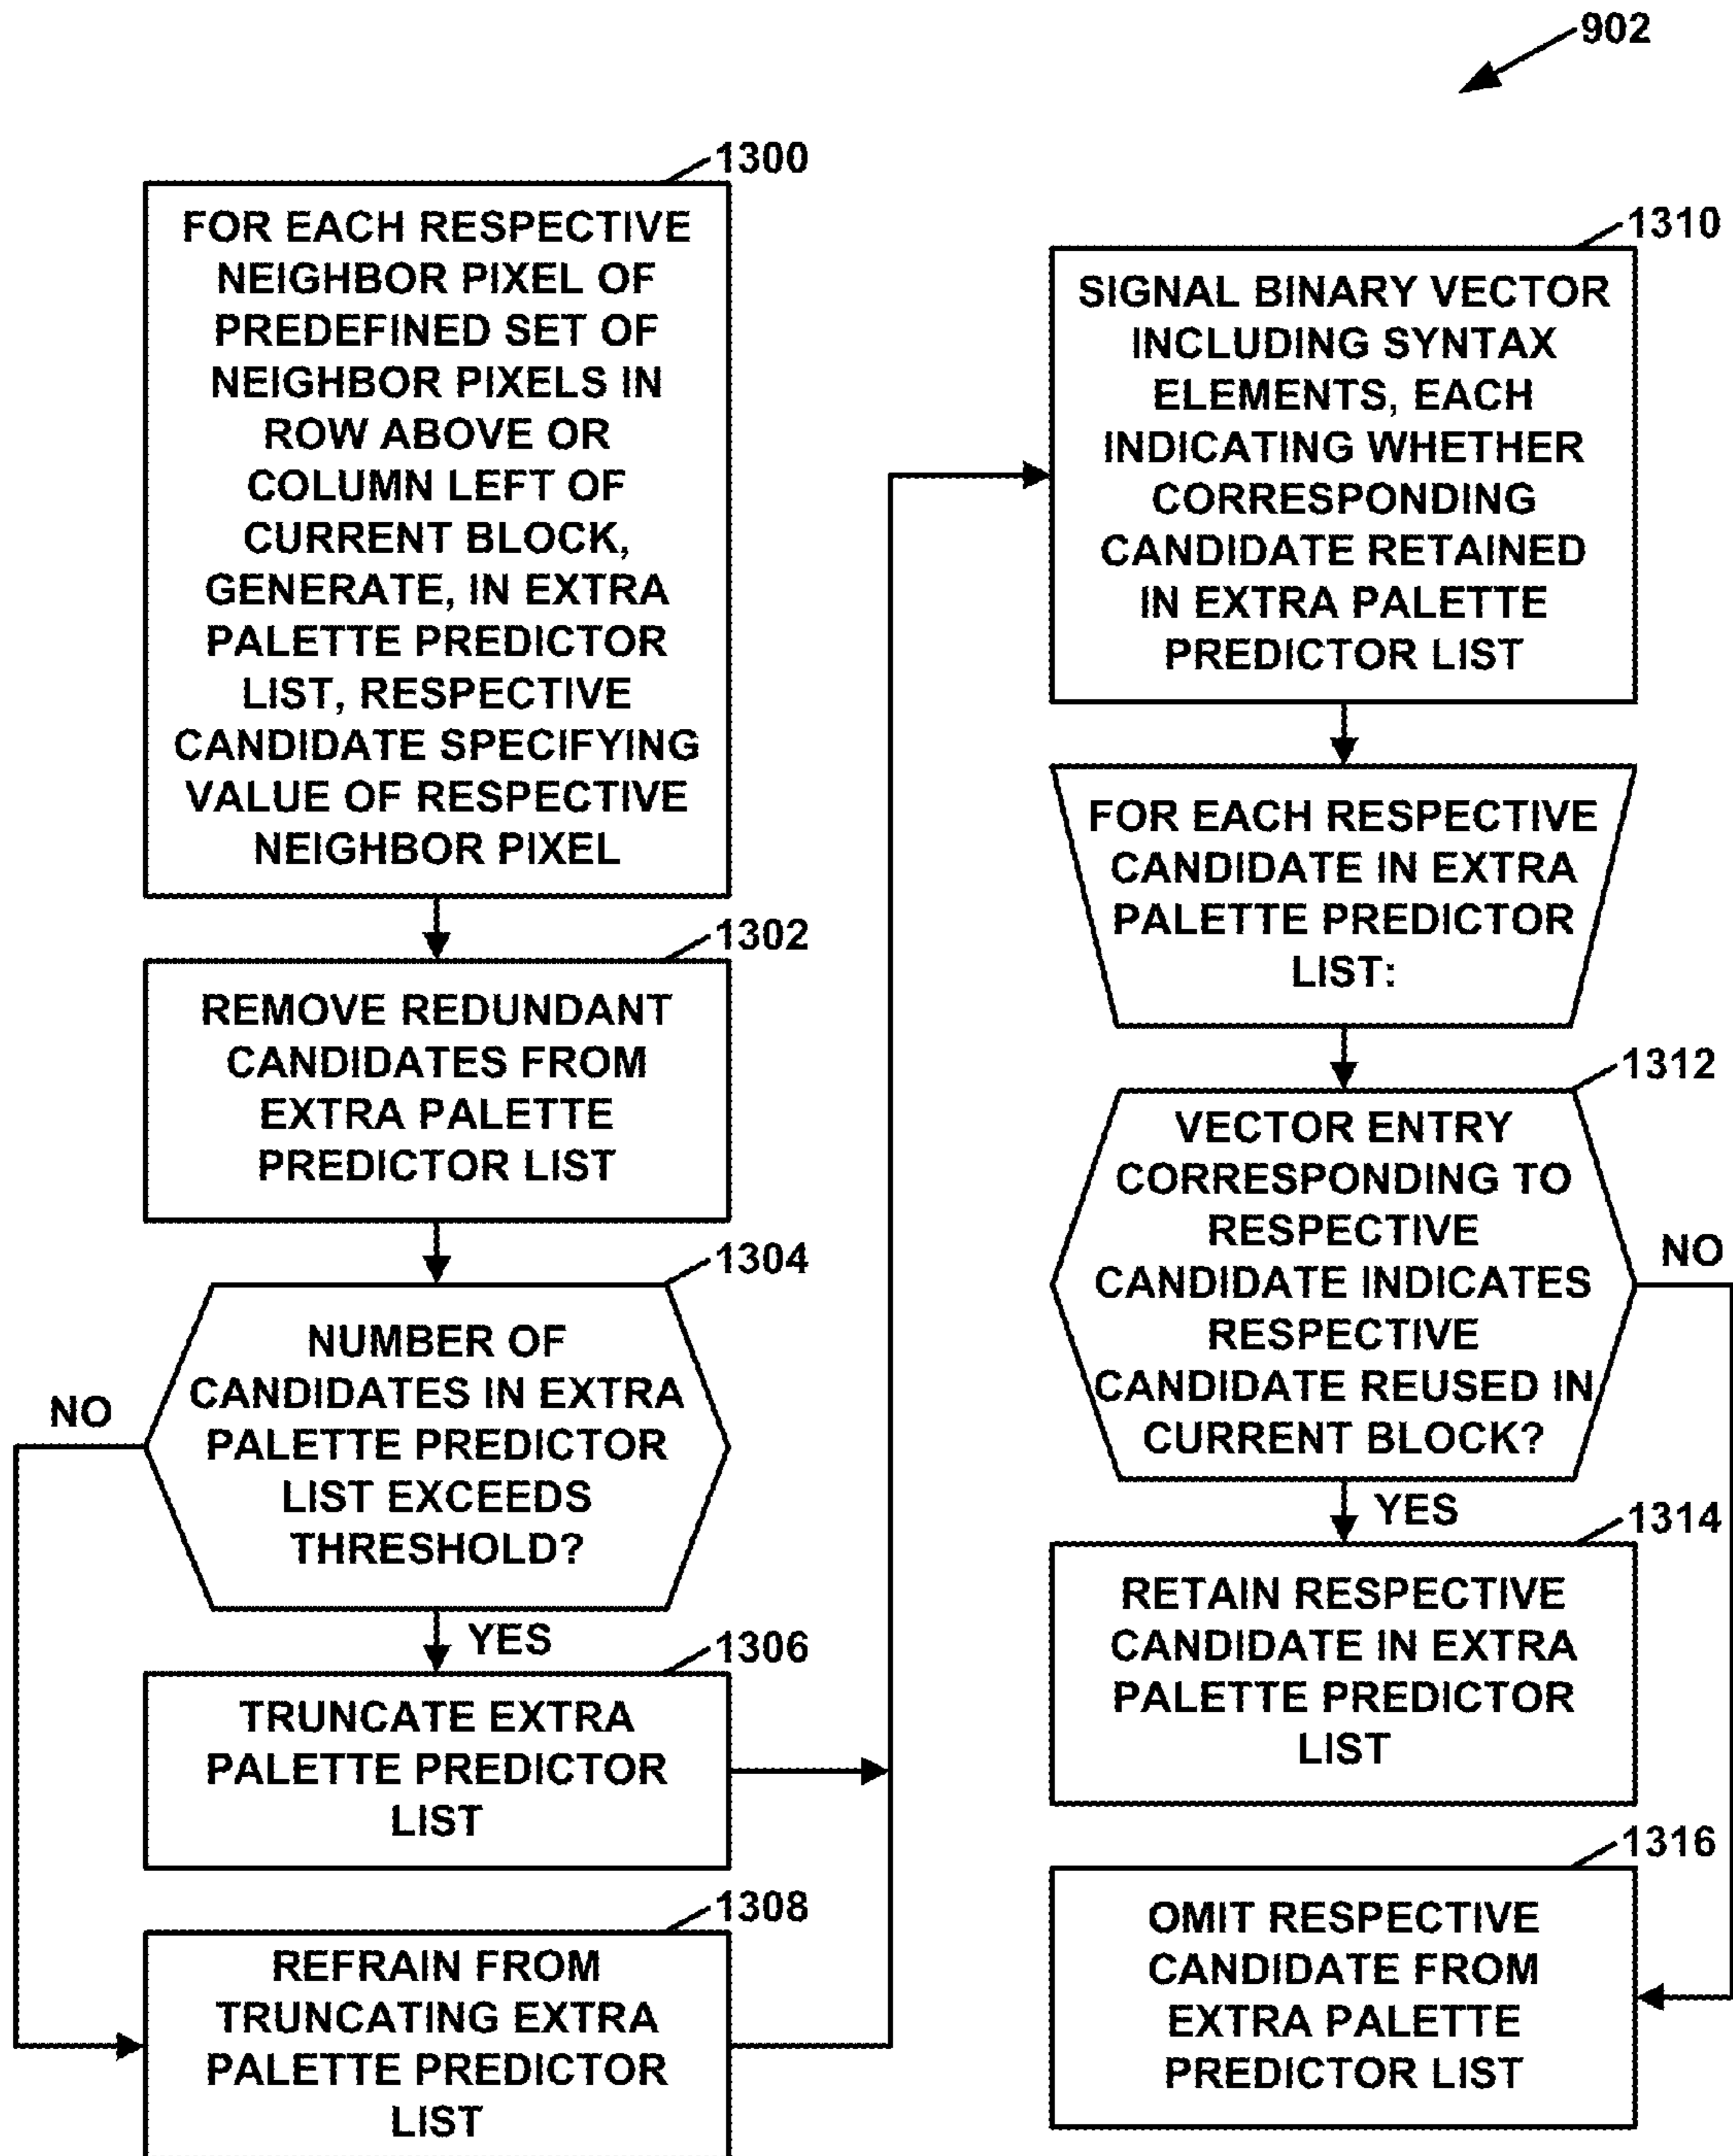 902
1300
FOR EACH RESPECTIVE
NEIGHBOR PIXEL OF
PREDEFINED SET OF
NEIGHBOR PIXELS IN
ROW ABOVE OR
COLUMN LEFT OF
CURRENT BLOCK,
GENERATE, IN EXTRA
PALETTE PREDICTOR
LIST, RESPECTIVE
CANDIDATE SPECIFYING
VALUE OF RESPECTIVE
NEIGHBOR PIXEL
1302
REMOVE REDUNDANT
CANDIDATES FROM
EXTRA PALETTE
PREDICTOR LIST
1304
NUMBER OF
CANDIDATES IN EXTRA
PALETTE PREDICTOR
LIST EXCEEDS
THRESHOLD?
NO
YES
1306
TRUNCATE EXTRA
PALETTE PREDICTOR
LIST
1308
REFRAIN FROM
TRUNCATING EXTRA
PALETTE PREDICTOR
LIST
1310
SIGNAL BINARY VECTOR
INCLUDING SYNTAX
ELEMENTS, EACH
INDICATING WHETHER
CORRESPONDING
CANDIDATE RETAINED
IN EXTRA PALETTE
PREDICTOR LIST
FOR EACH RESPECTIVE
CANDIDATE IN EXTRA
PALETTE PREDICTOR
LIST:
1312
VECTOR ENTRY
CORRESPONDING TO
RESPECTIVE
CANDIDATE INDICATES
RESPECTIVE
CANDIDATE REUSED IN
CURRENT BLOCK?
NO
YES
1314
RETAIN RESPECTIVE
CANDIDATE IN EXTRA
PALETTE PREDICTOR
LIST
1316
OMIT RESPECTIVE
CANDIDATE FROM
EXTRA PALETTE
PREDICTOR LIST